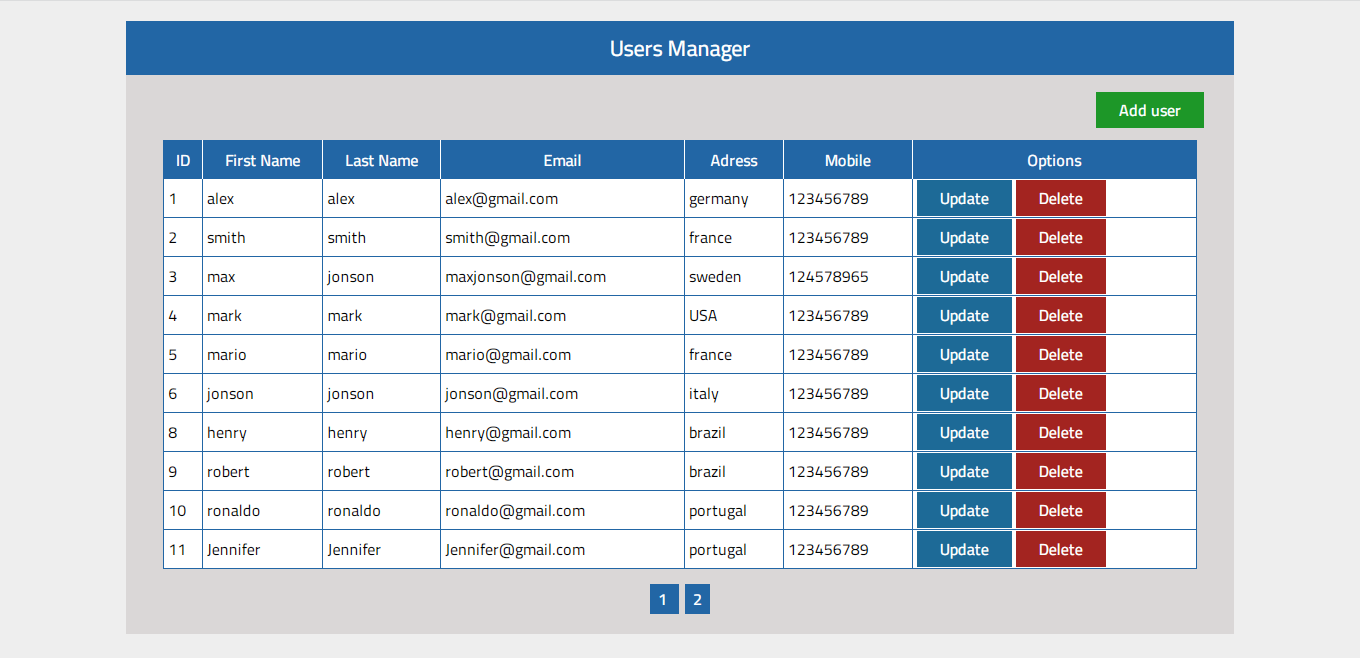 Users Manager
Add user
ID First Name Last Name Email Adress Mobile Options
1 alex alex alex@gmail.com germany 123456789 Update Delete
2 smith smith smith@gmail.com france 123456789 Update Delete
3 max jonson maxjonson@gmail.com sweden 124578965 Update Delete
4 mark mark mark@gmail.com USA 123456789 Update Delete
5 mario mario mario@gmail.com france 123456789 Update Delete
6 jonson jonson jonson@gmail.com italy 123456789 Update Delete
8 henry henry henry@gmail.com brazil 123456789 Update Delete
9 robert robert robert@gmail.com brazil 123456789 Update Delete
10 ronaldo ronaldo ronaldo@gmail.com portugal 123456789 Update Delete
11 Jennifer Jennifer Jennifer@gmail.com portugal 123456789 Update Delete
1 2